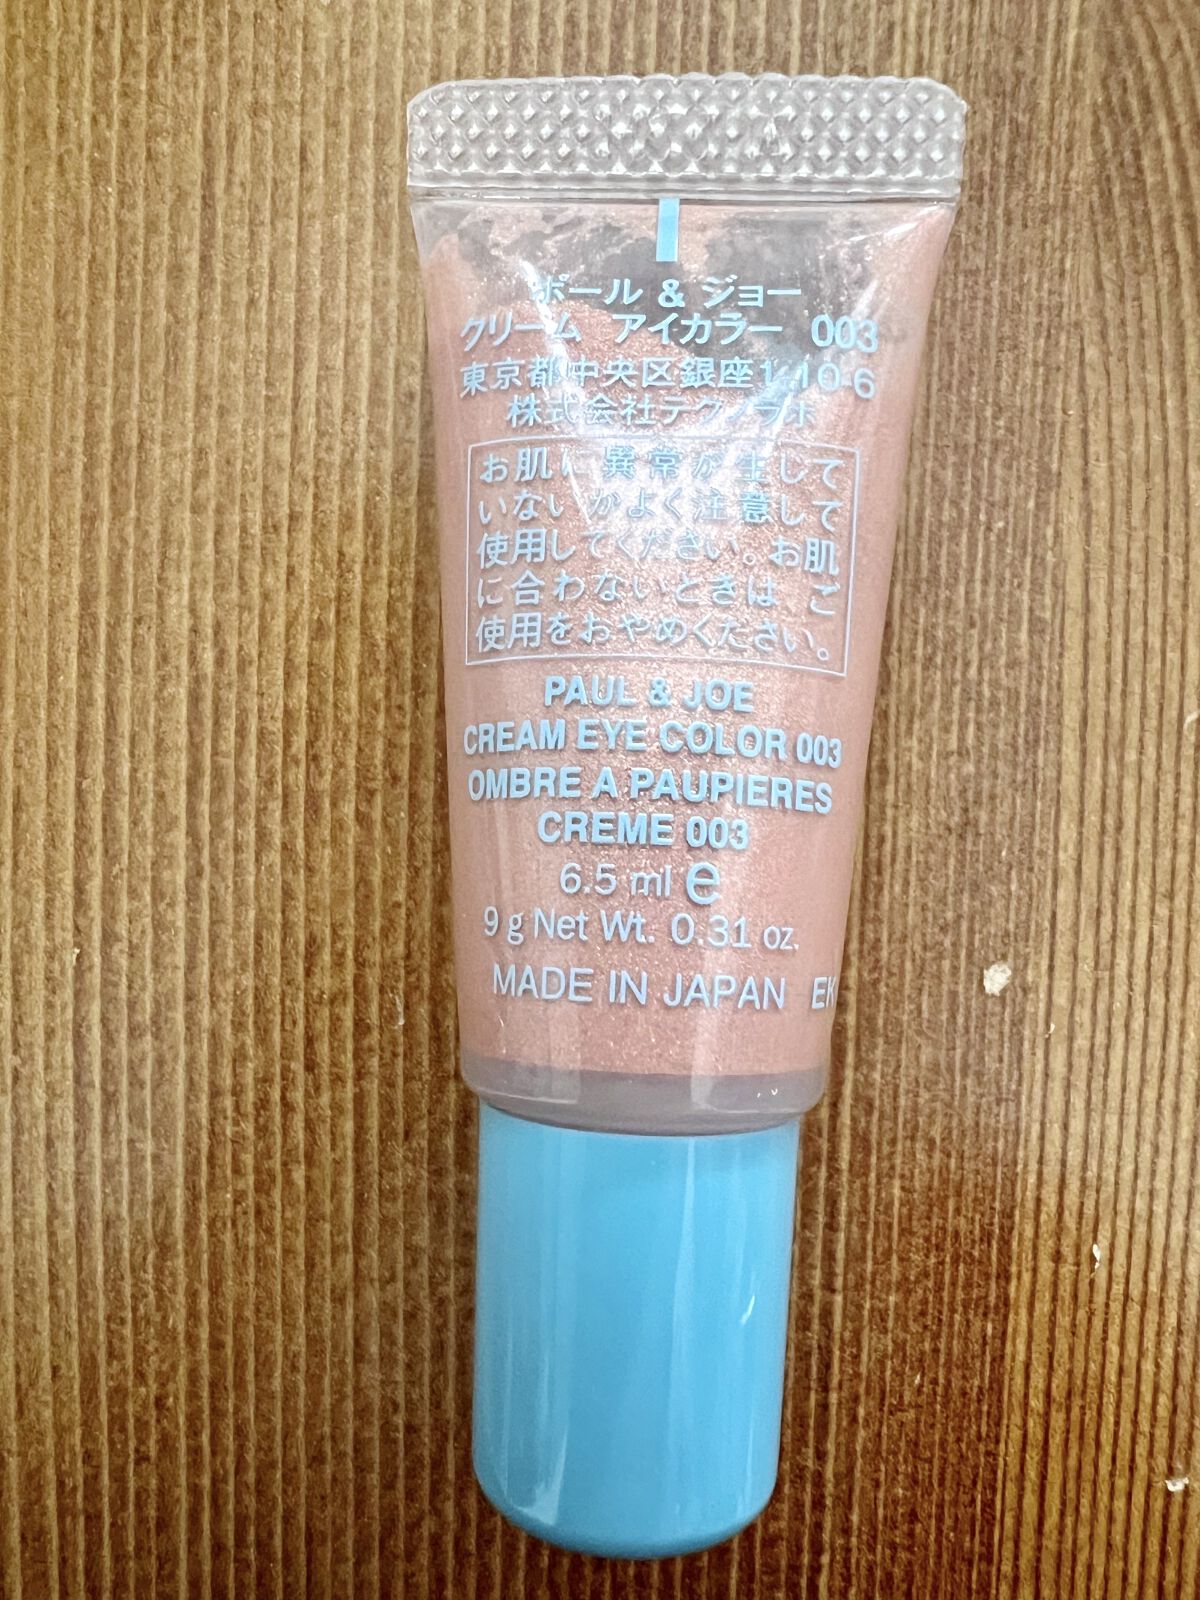 ポール & ジョー
クリーム アイカラー 003
東京都中央区銀座1-10-6
株式会社テクノラボ
お肌に異常が生じて
いないかよく注意して
使用してください。お肌
に合わないときは ご
使用をおやめください。
PAUL & JOE
CREAM EYE COLOR 003
OMBRE A PAUPIERES
CREME 003
6.5 ml e
9 g Net Wt. 0.31 oz.
MADE IN JAPAN EK